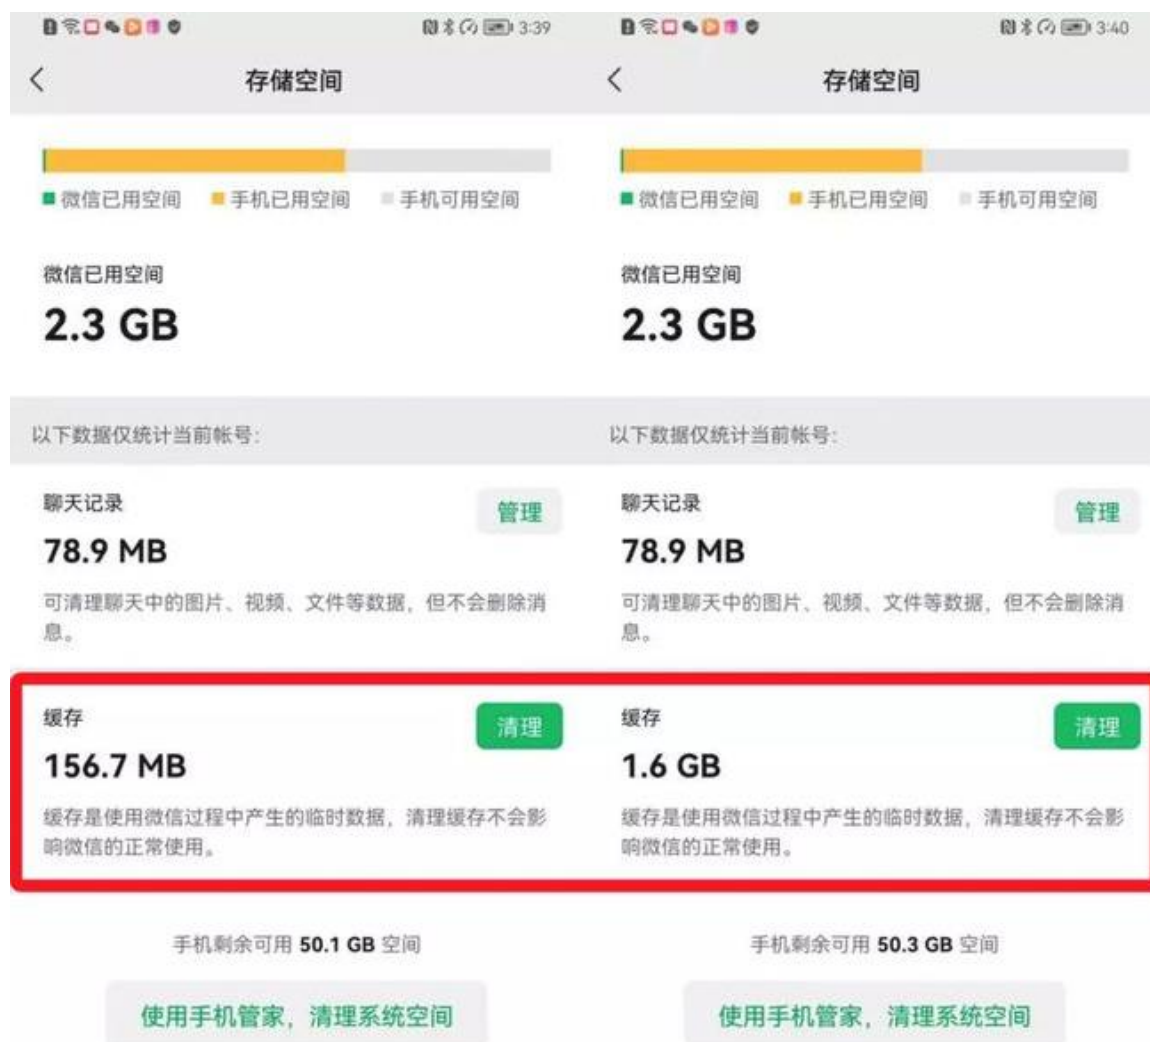 3:39
存储空间
微信已用空间 手机已用空间 手机可用空间
微信已用空间
2.3 GB
以下数据仅统计当前帐号:
聊天记录
管理
78.9 MB
可清理聊天中的图片、视频、文件等数据，但不会删除消
息。
缓存
清理
156.7 MB
缓存是使用微信过程中产生的临时数据，清理缓存不会影
响微信的正常使用。
手机剩余可用 50.1 GB 空间
使用手机管家，清理系统空间
3:40
存储空间
微信已用空间 手机已用空间 手机可用空间
微信已用空间
2.3 GB
以下数据仅统计当前帐号:
聊天记录
管理
78.9 MB
可清理聊天中的图片、视频、文件等数据，但不会删除消
息。
缓存
清理
1.6 GB
缓存是使用微信过程中产生的临时数据，清理缓存不会影
响微信的正常使用。
手机剩余可用 50.3 GB 空间
使用手机管家，清理系统空间